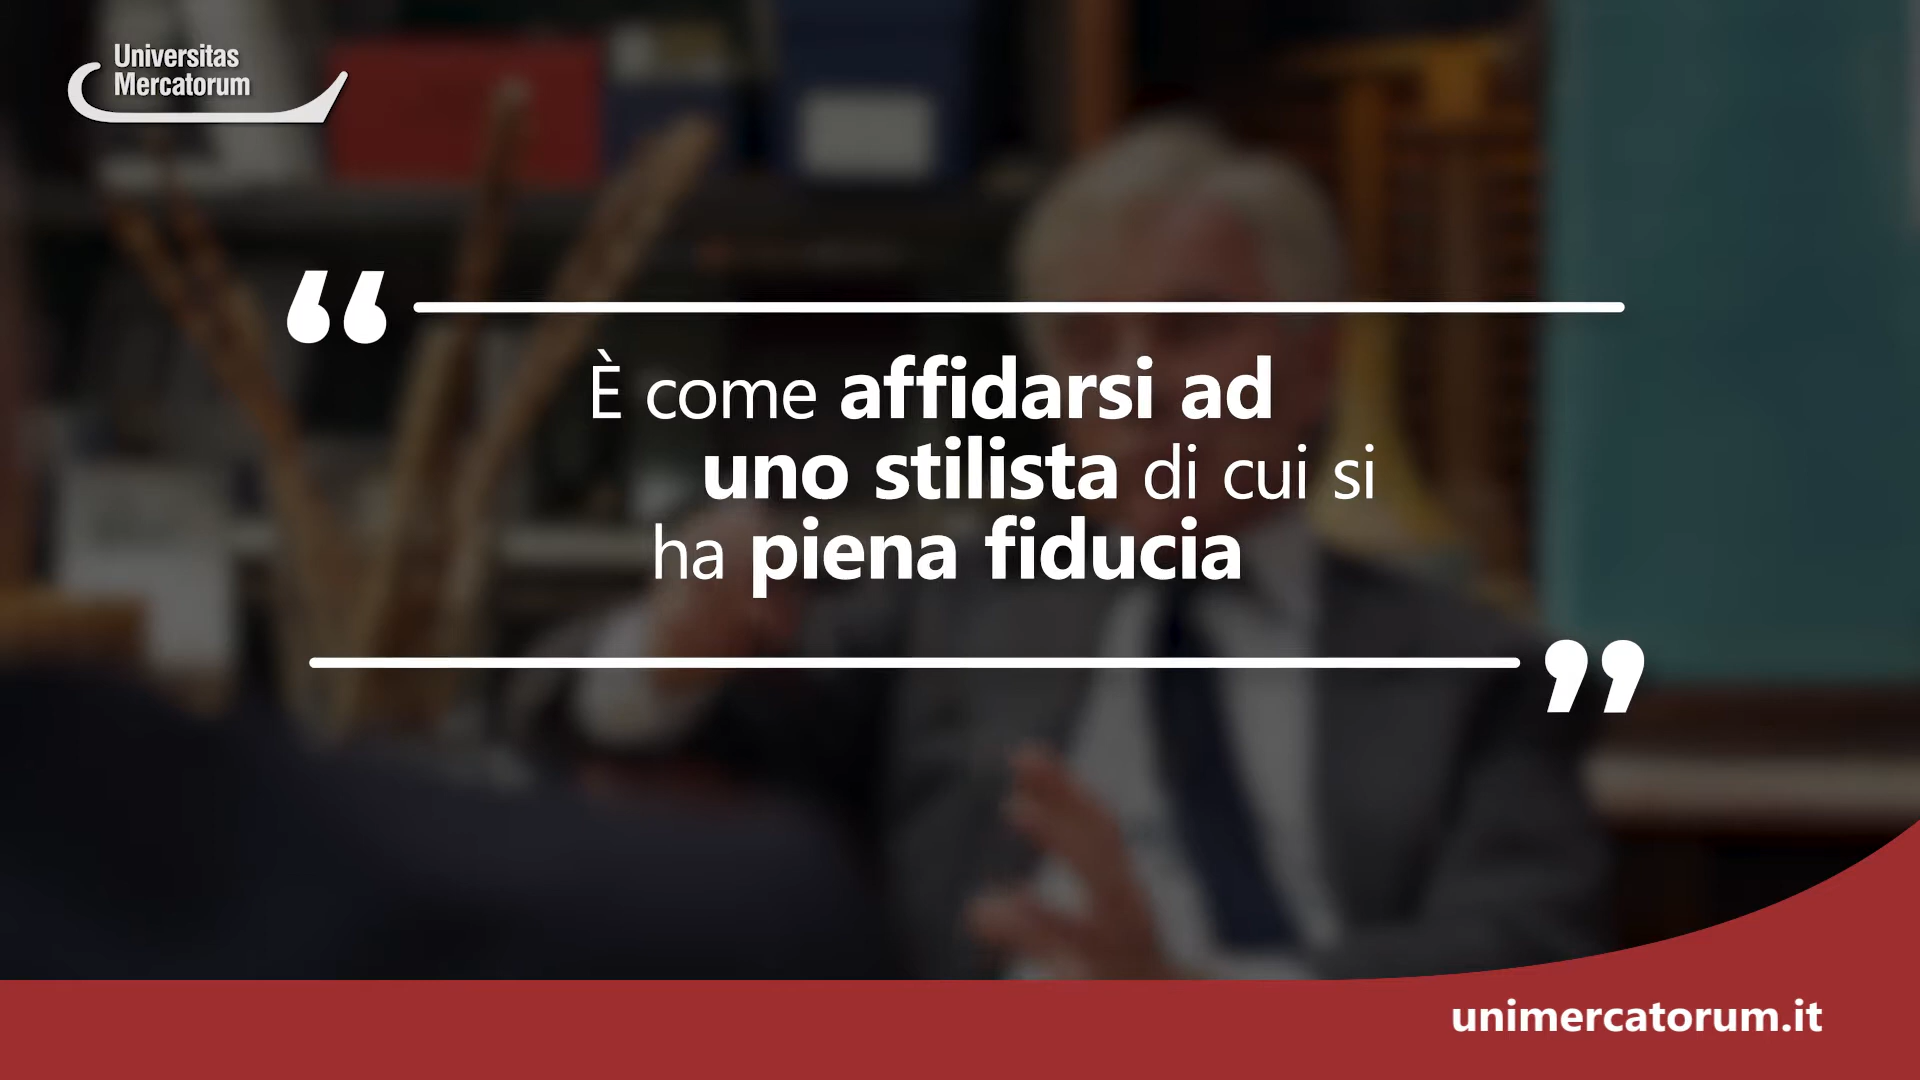 Universitas
Mercatorum
“
È come affidarsi ad
uno stilista di cui si
ha piena fiducia
”
unimercatorum.it